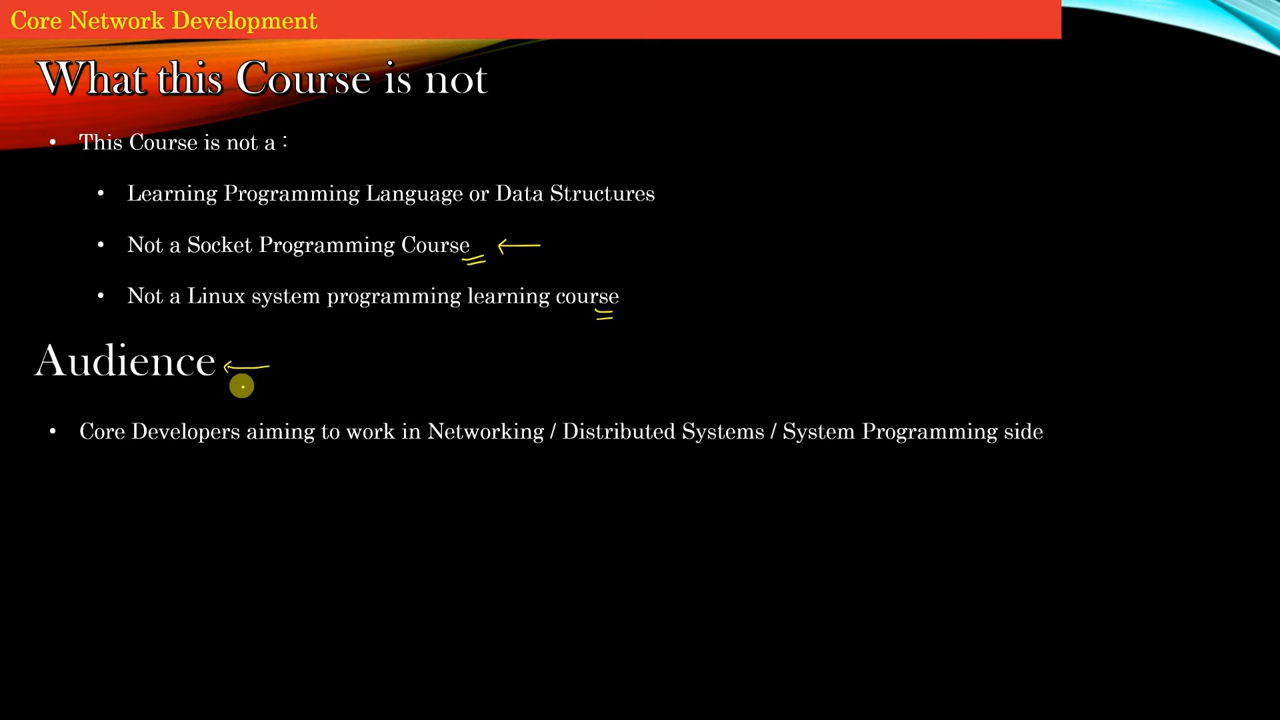 Core Network Development
What this Course is not
• This Course is not a :
• Learning Programming Language or Data Structures
• Not a Socket Programming Course
• Not a Linux system programming learning course
Audience
• Core Developers aiming to work in Networking / Distributed Systems / System Programming side